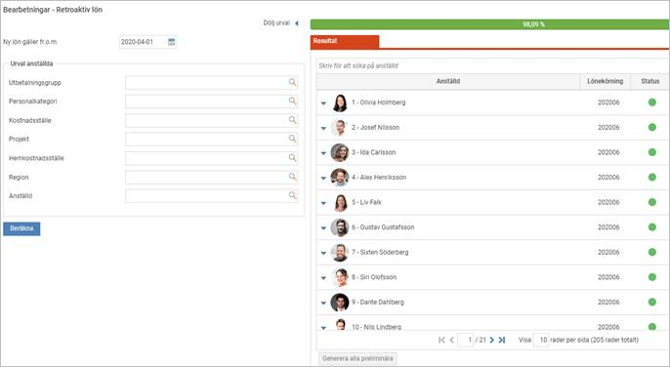 Bearbetningar - Retroaktiv lön
Dölj urval
Ny lön gäller fr.o.m. 2020-04-01
Urval anställda
Utbetalningsgrupp
Personalkategori
Kostnadsställe
Projekt
Hemkostnadsställe
Region
Anställd
Beräkna
98,09 %
Resultat
Skriv för att söka på anställd
Anställd Lönekörning Status
1 - Olivia Holmberg 202006
2 - Josef Nilsson 202006
3 - Ida Carlsson 202006
4 - Alex Henriksson 202006
5 - Liv Falk 202006
6 - Gustav Gustafsson 202006
7 - Sixten Söderberg 202006
8 - Siri Olofsson 202006
9 - Dante Dahlberg 202006
10 - Nils Lindberg 202006
1 / 21 Visa 10 rader per sida (205 rader totalt)
Generera alla preliminära